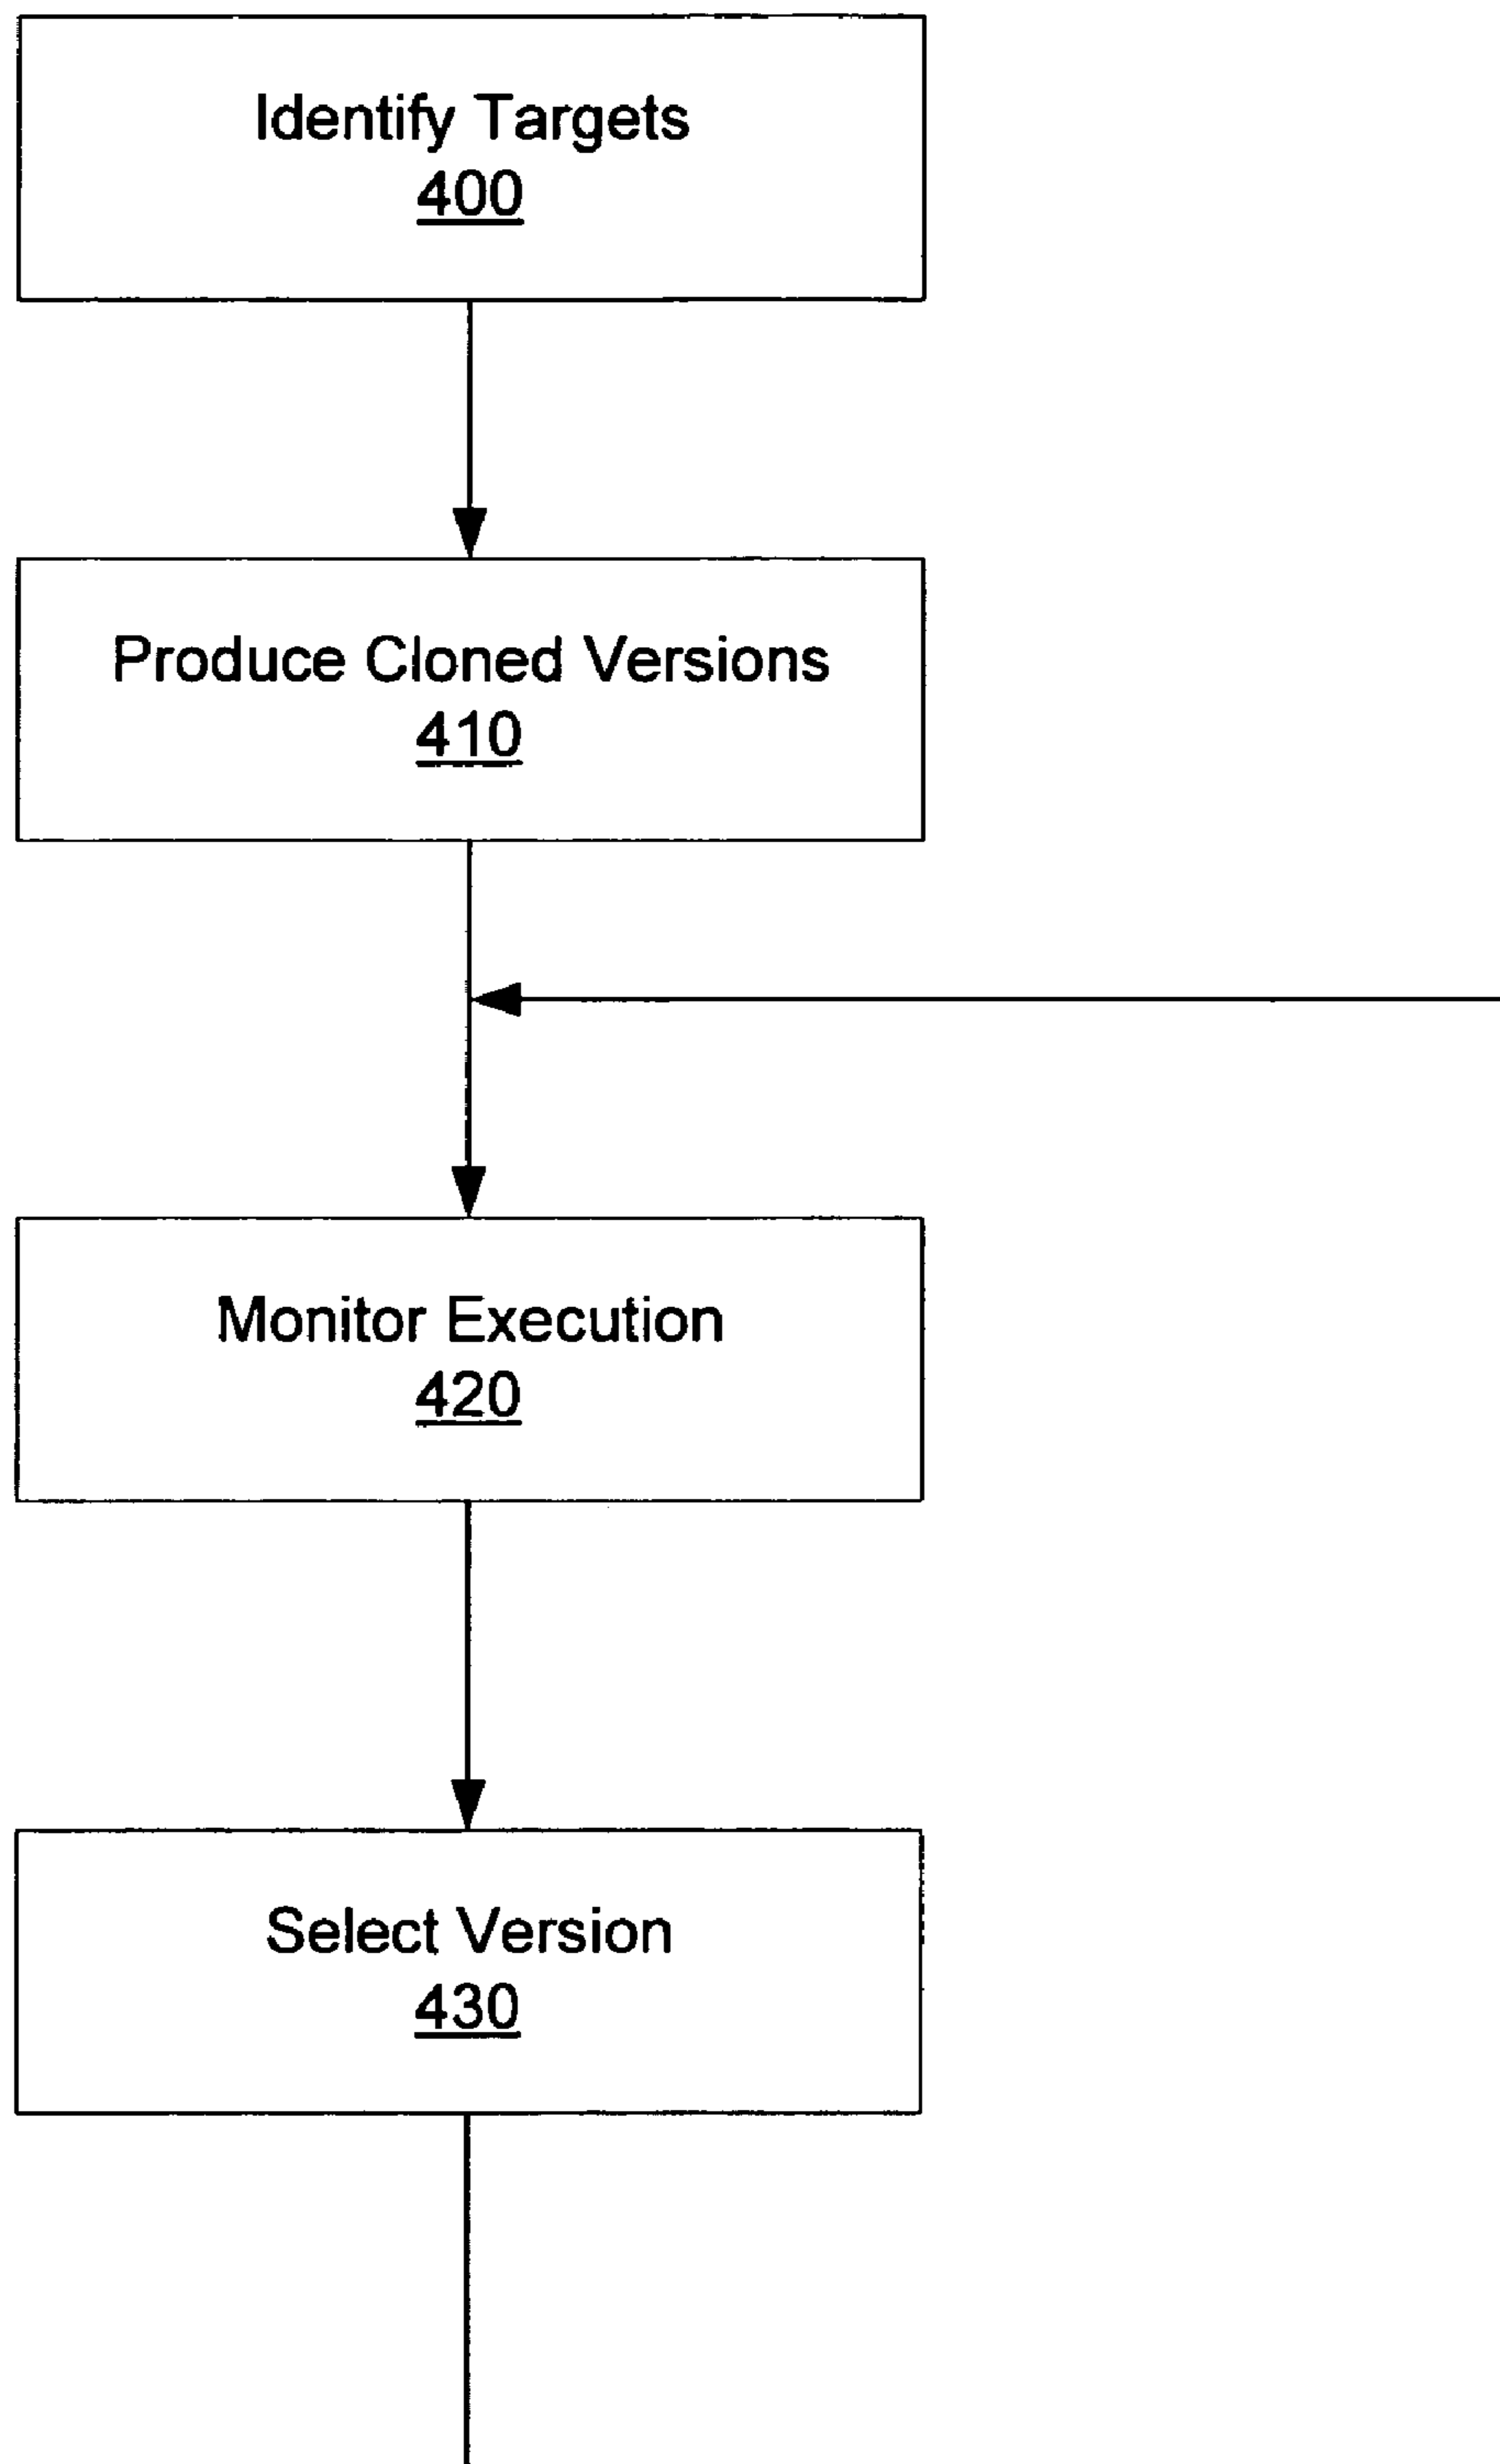 Identify Targets
400
Produce Cloned Versions
410
Monitor Execution
420
Select Version
430